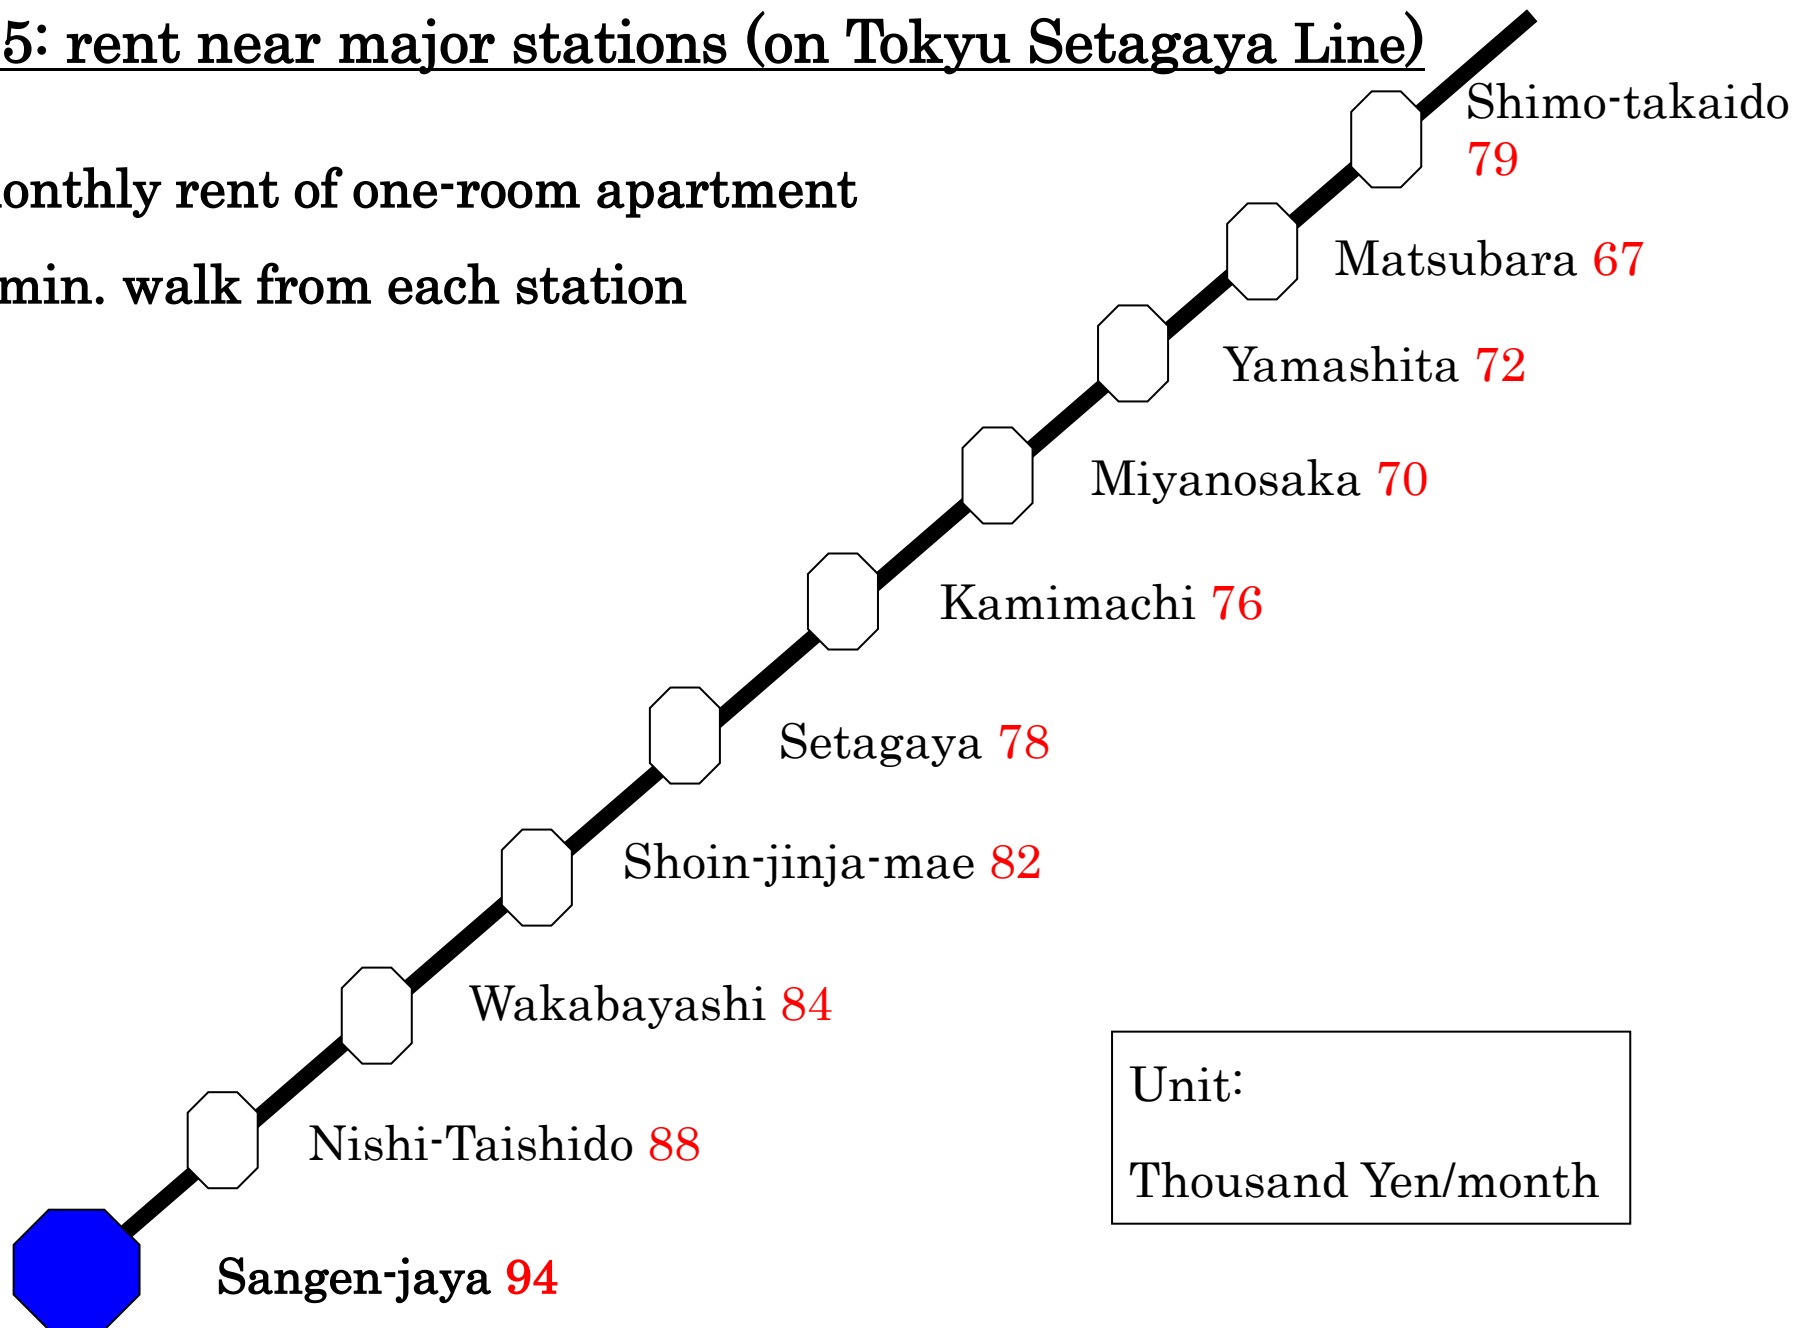 5: rent near major stations (on Tokyu Setagaya Line)
Shimo-takaido
79
onthly rent of one-room apartment
Matsubara 67
min. walk from each station
Yamashita 72
Miyanosaka 70
Kamimachi 76
Setagaya 78
Shoin-jinja-mae 82
Wakabayashi 84
Nishi-Taishido 88
Sangen-jaya 94
Unit:
Thousand Yen/month